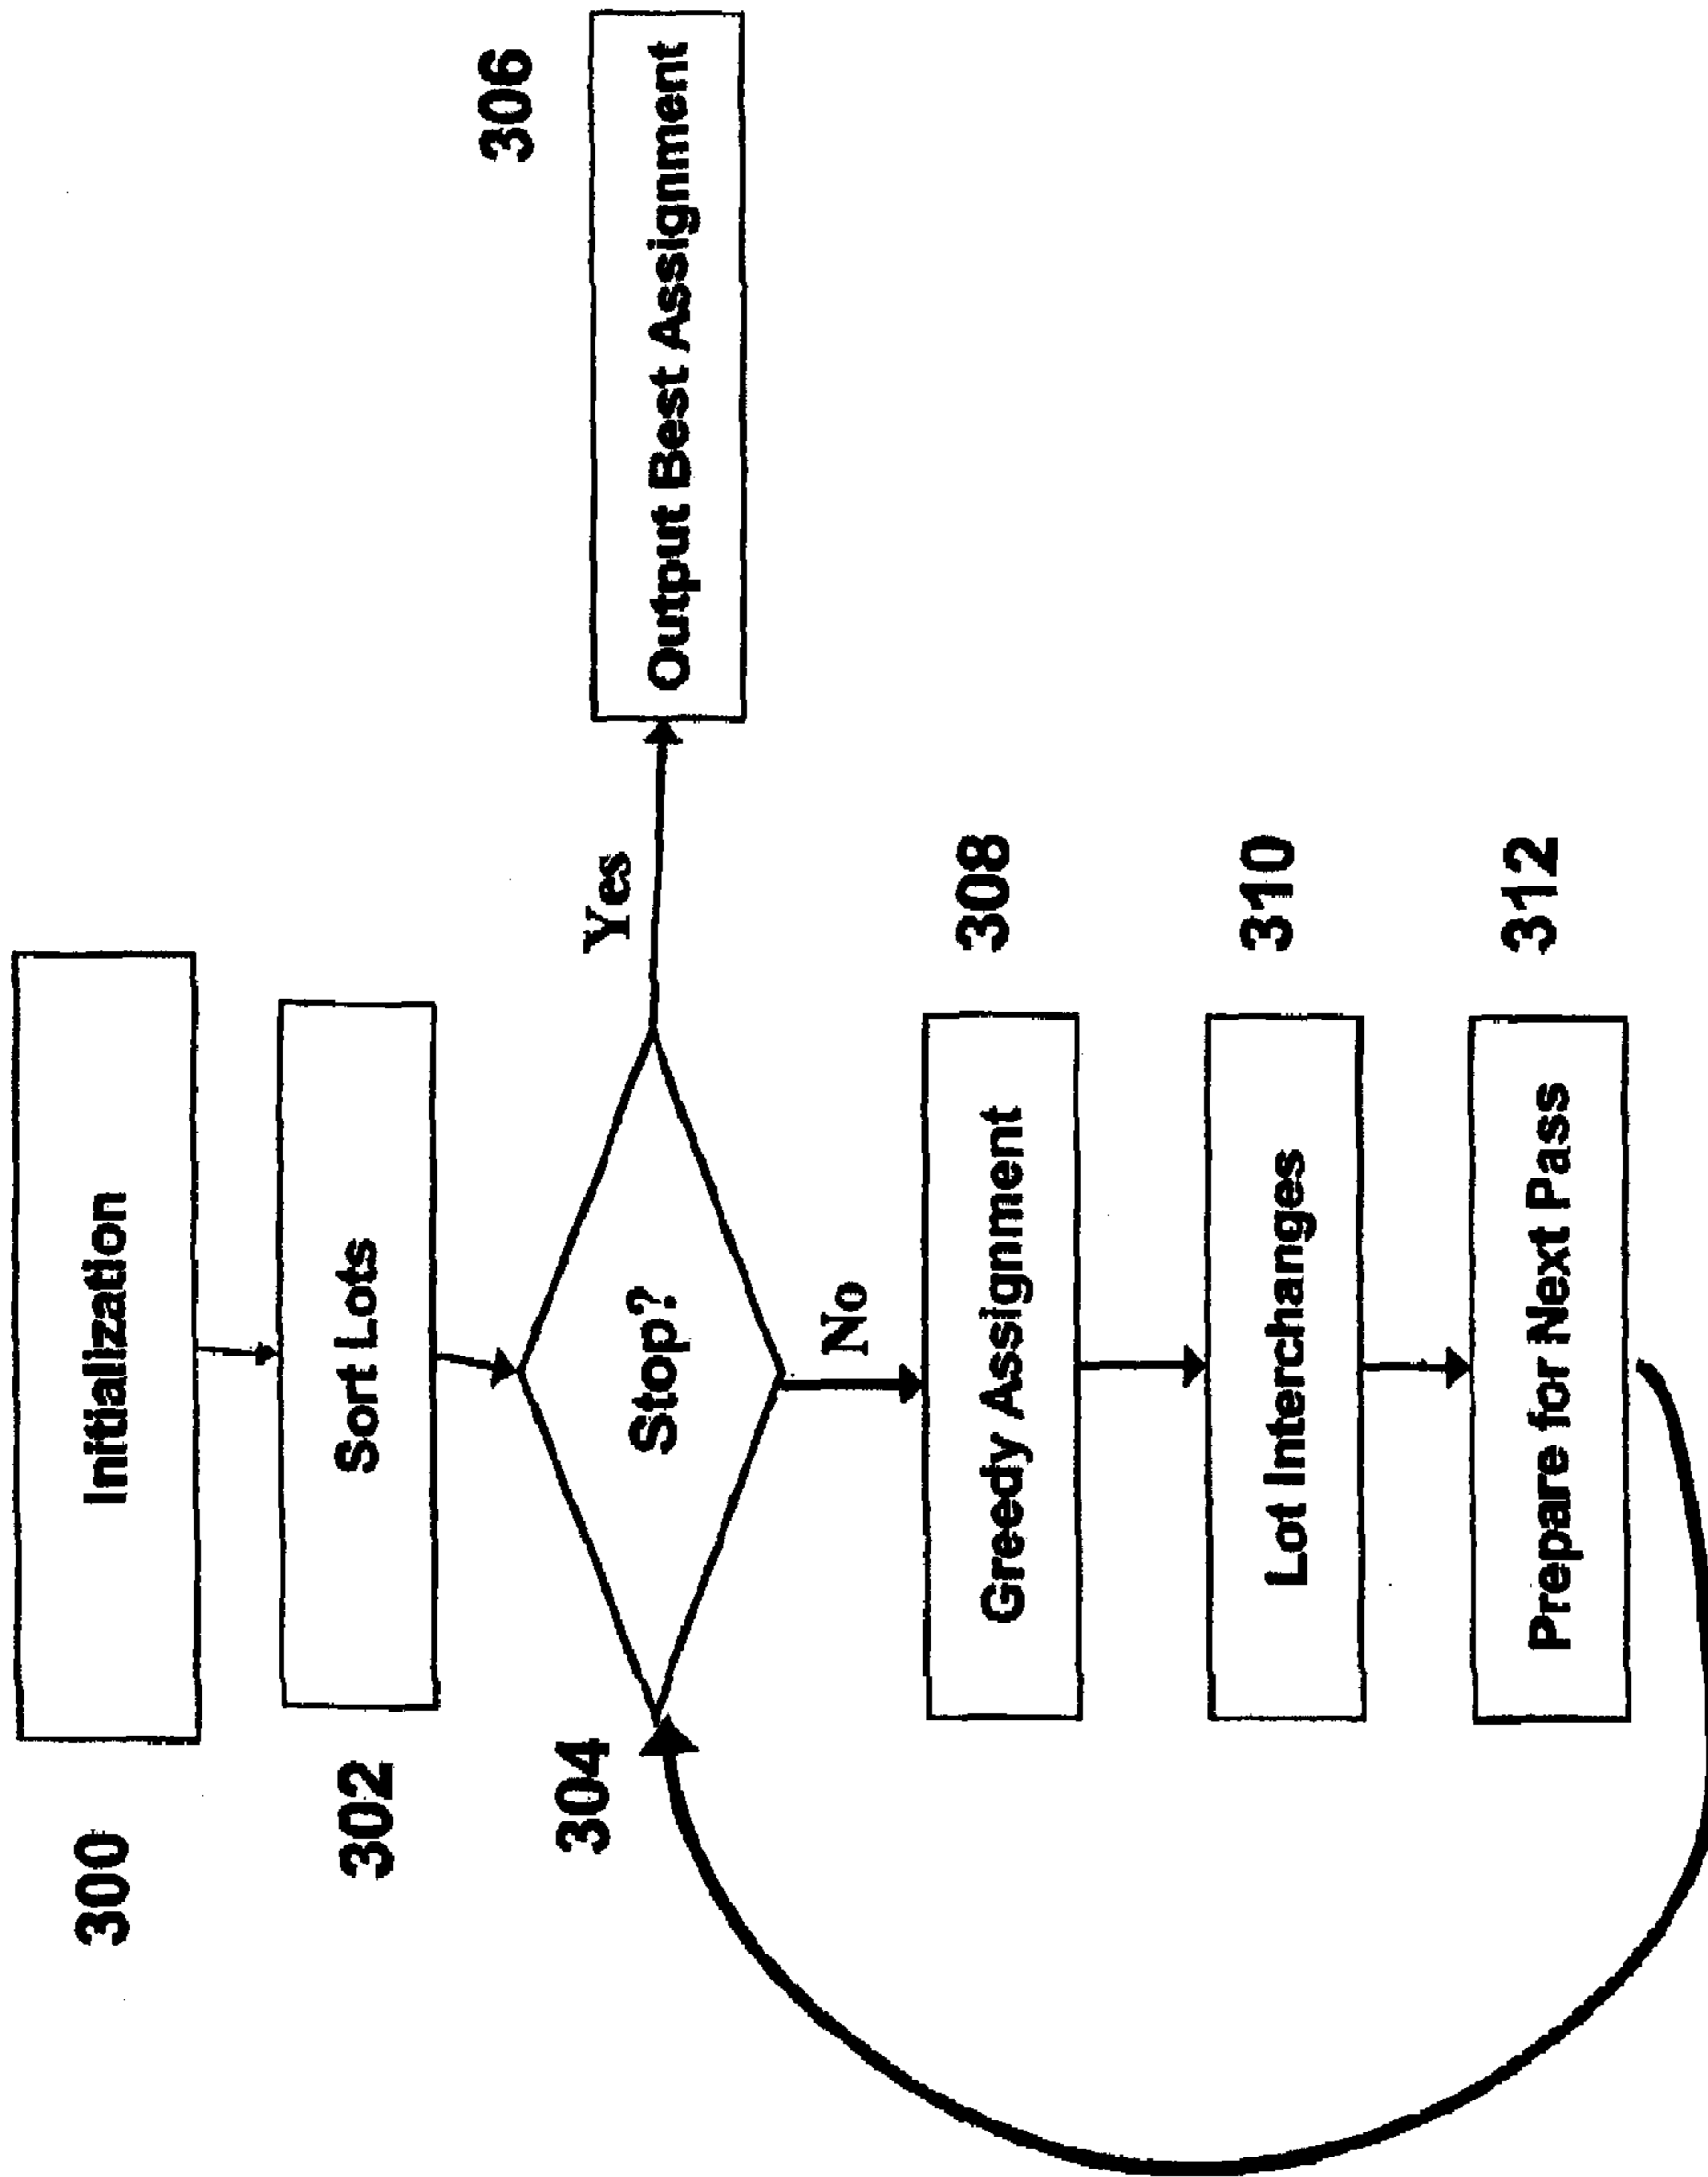 300
Initialization
302
Sort Lots
304
Stop?
Yes
306
Output Best Assignment
No
308
Greedy Assignment
310
Lot Interchanges
312
Prepare for Next Pass